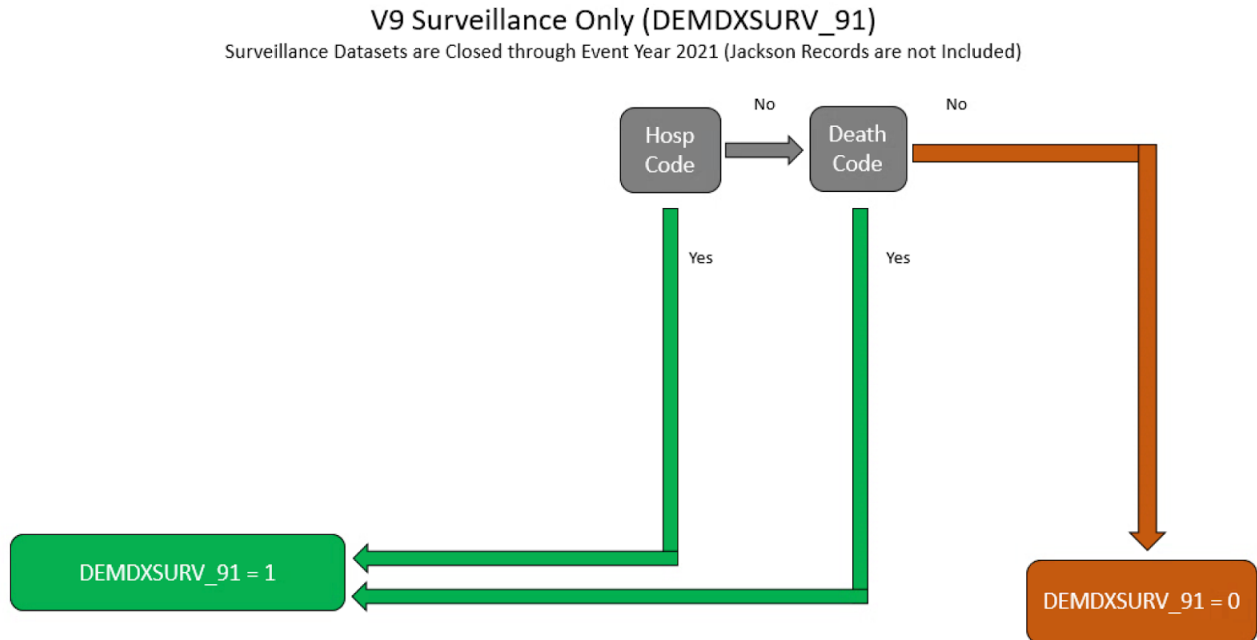 V9 Surveillance Only (DEMDXSURV_91)
Surveillance Datasets are Closed through Event Year 2021 (Jackson Records are not Included)
No
No
Hosp
Code
Death
Code
Yes
Yes
DEMDXSURV_91 = 1
DEMDXSURV_91 = 0